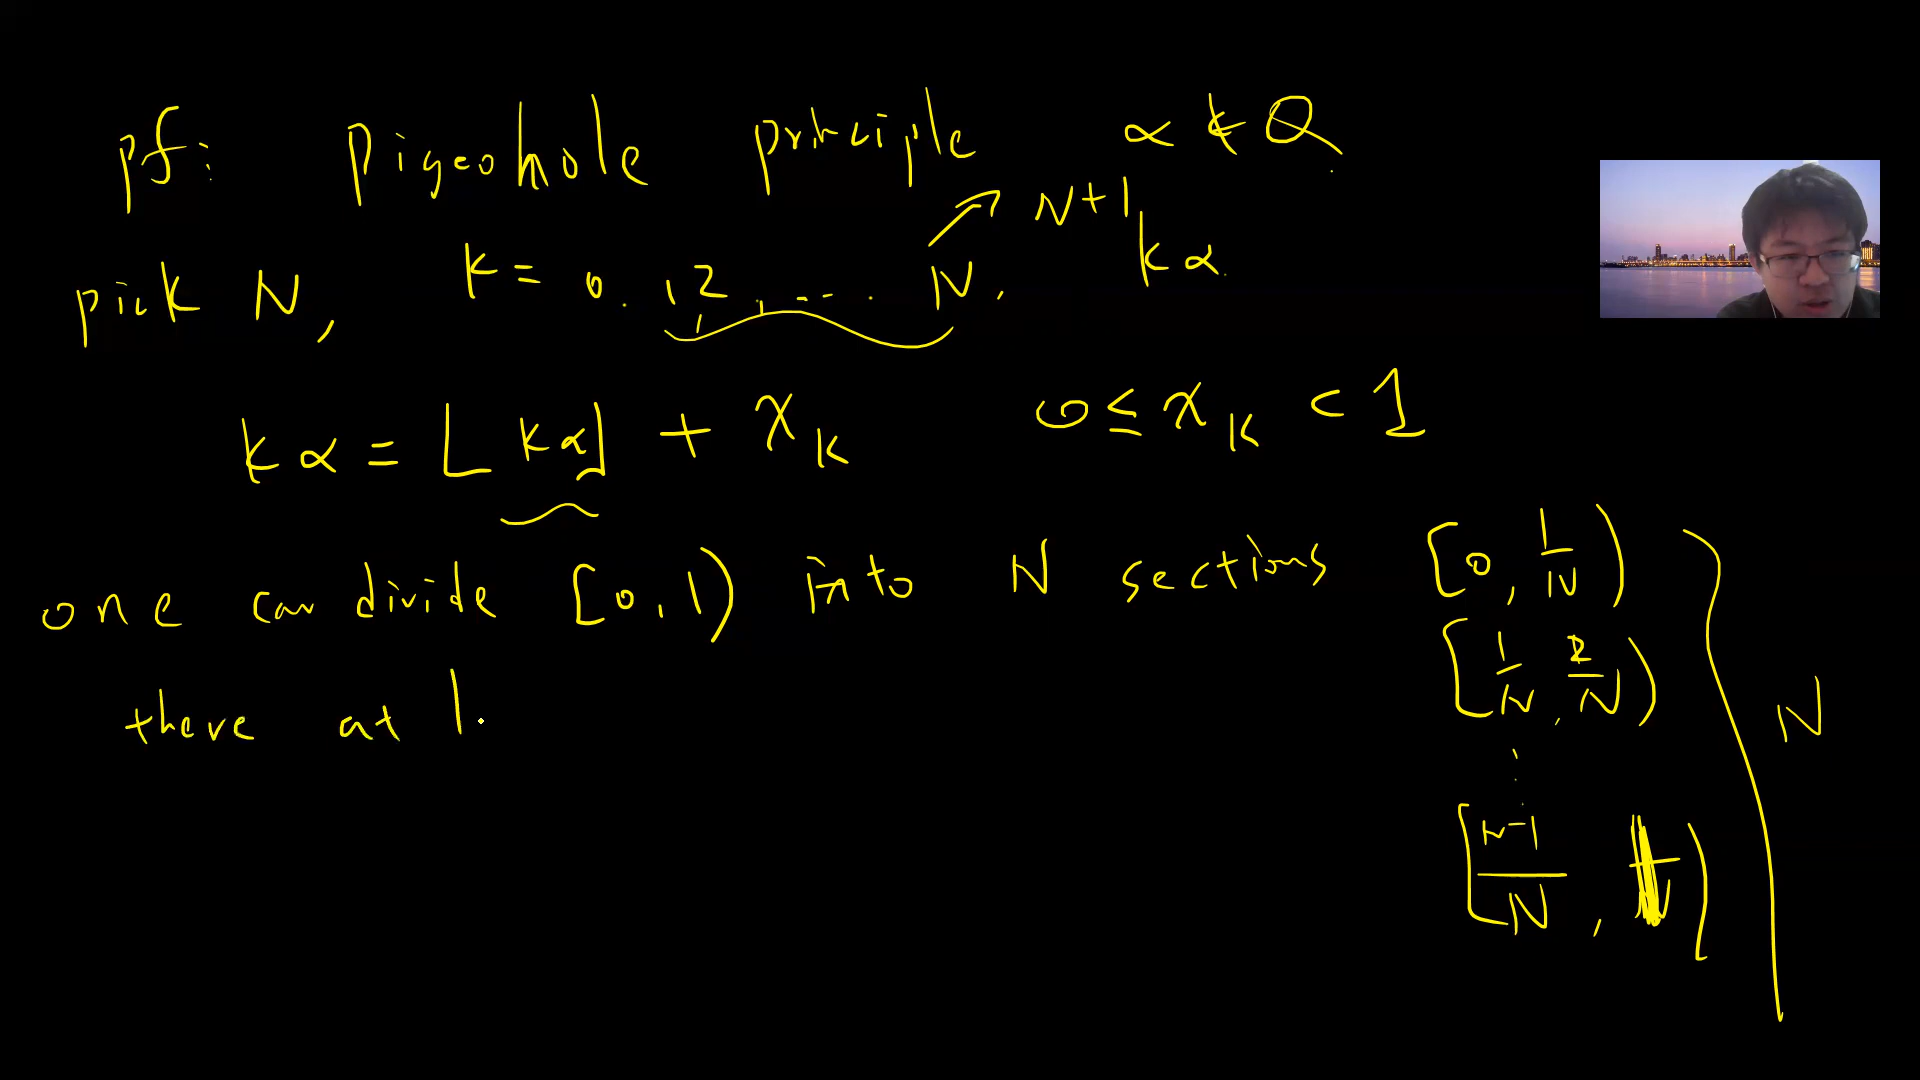 pf: Pigeohole principle α ∉ Q
N+1
pick N, k = 0, 1, 2, ... N, kα
kα = ⌊kα⌋ + x_k 0 ≤ x_k < 1
one can divide [0, 1) into N sections [0, 1/N)
[1/N, 2/N)
there at l
⋮
N
[N-1/N, 1)